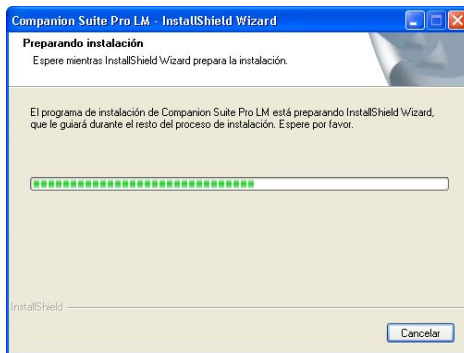 Companion Suite Pro LM - InstallShield Wizard
Preparando instalación
Espere mientras InstallShield Wizard prepara la instalación.
El programa de instalación de Companion Suite Pro LM está preparando InstallShield Wizard,
que le guiará durante el resto del proceso de instalación. Espere por favor.
InstallShield
Cancelar